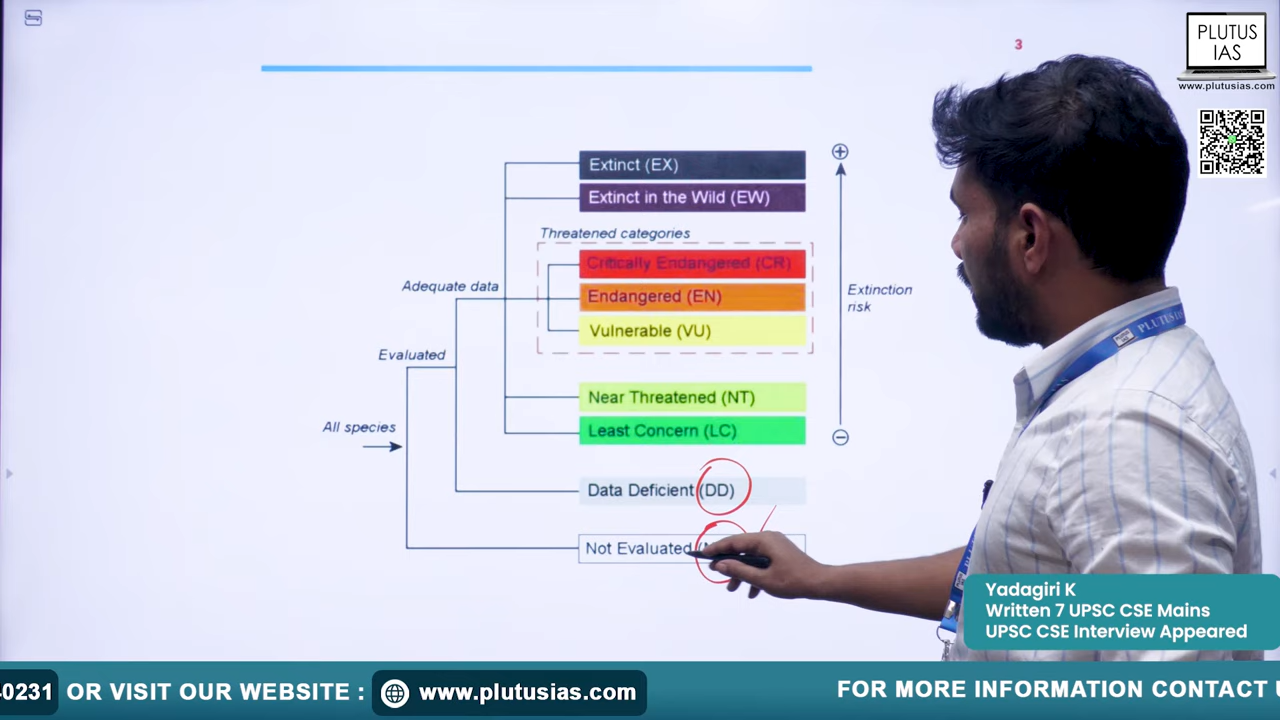 3
PLUTUS
IAS
www.plutusias.com
Extinct (EX)
Extinct in the Wild (EW)
Threatened categories
Critically Endangered (CR)
Adequate data
Endangered (EN)
Extinction
risk
Vulnerable (VU)
Evaluated
Near Threatened (NT)
All species
Least Concern (LC)
Data Deficient (DD)
Not Evaluated
PLUTUS IAS
Yadagiri K
Written 7 UPSC CSE Mains
UPSC CSE Interview Appeared
0231 OR VISIT OUR WEBSITE : www.plutusias.com FOR MORE INFORMATION CONTACT